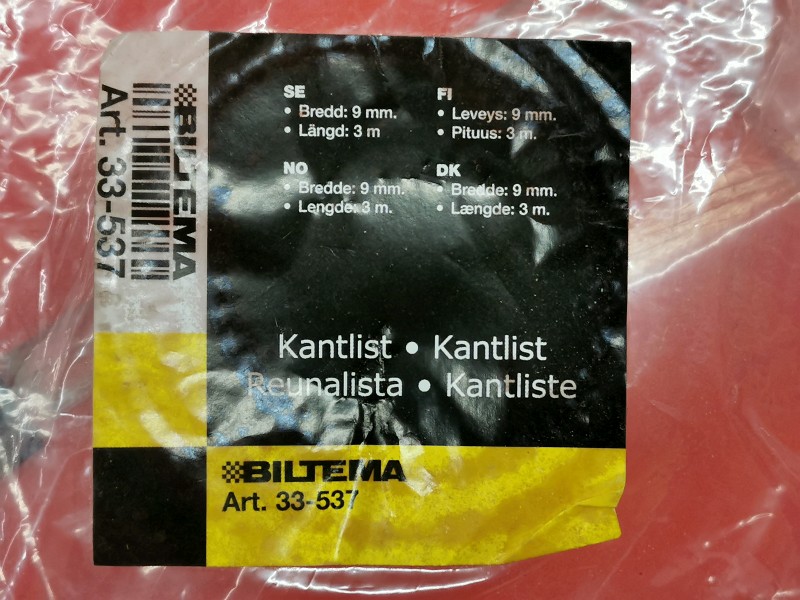 SE
• Bredd: 9 mm.
• Längd: 3 m
FI
• Leveys: 9 mm.
• Pituus: 3 m.
NO
• Bredde: 9 mm.
• Lengde: 3 m.
DK
• Bredde: 9 mm.
• Længde: 3 m.
Kantlist • Kantlist
Reunalista • Kantliste
BILTEMA
Art. 33-537
BILTEMA
Art. 33-537